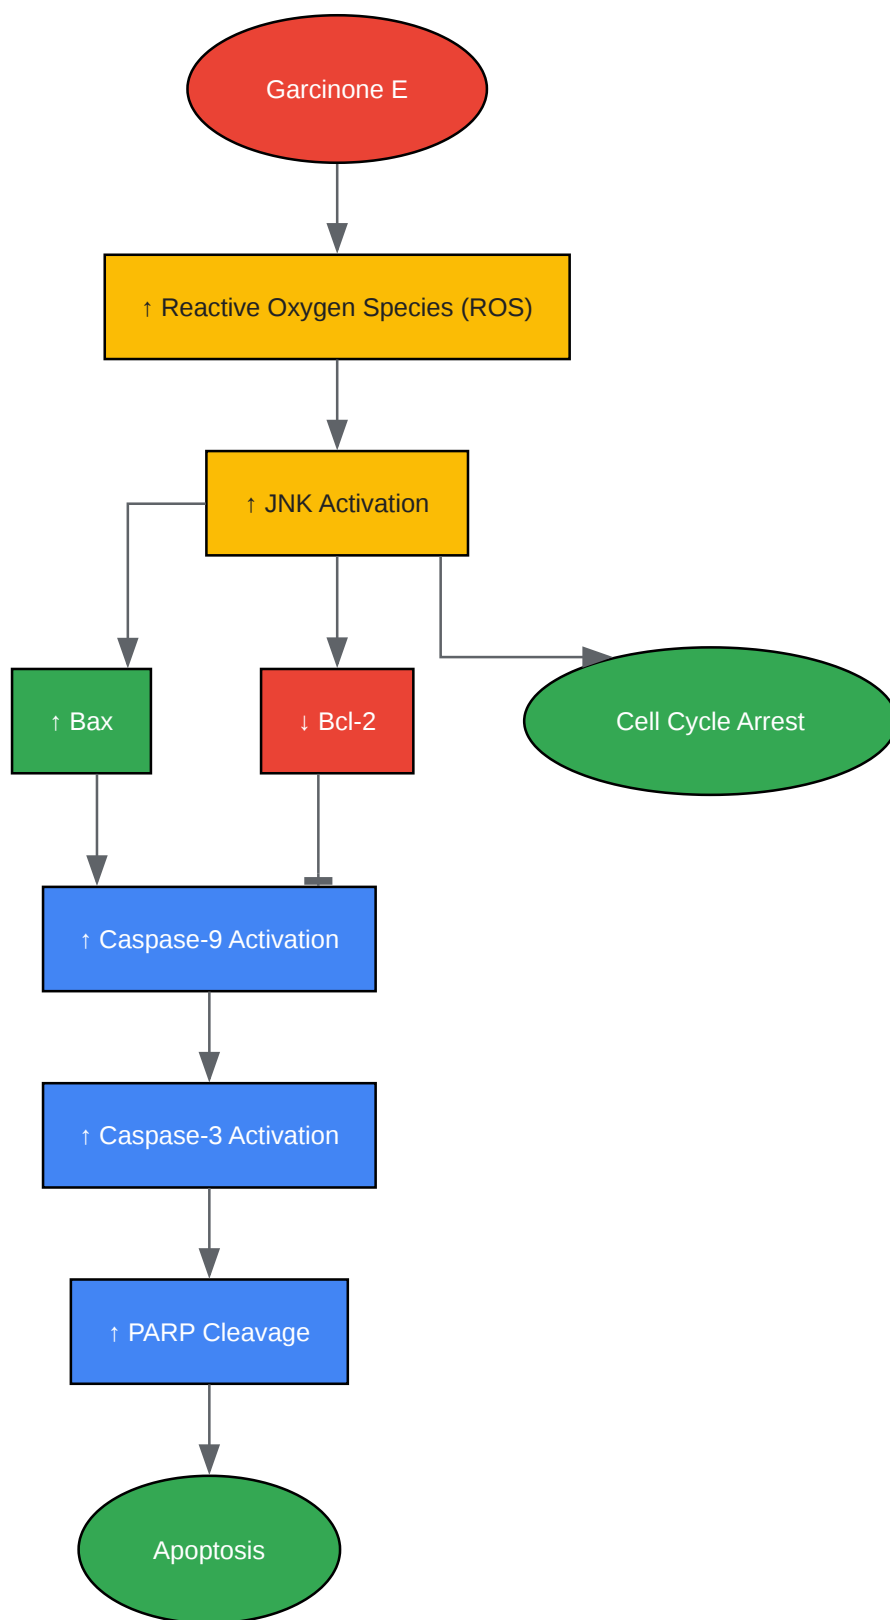 Garcinone E
↑ Reactive Oxygen Species (ROS)
↑ JNK Activation
↑ Bax
↓ Bcl-2
Cell Cycle Arrest
↑ Caspase-9 Activation
↑ Caspase-3 Activation
↑ PARP Cleavage
Apoptosis